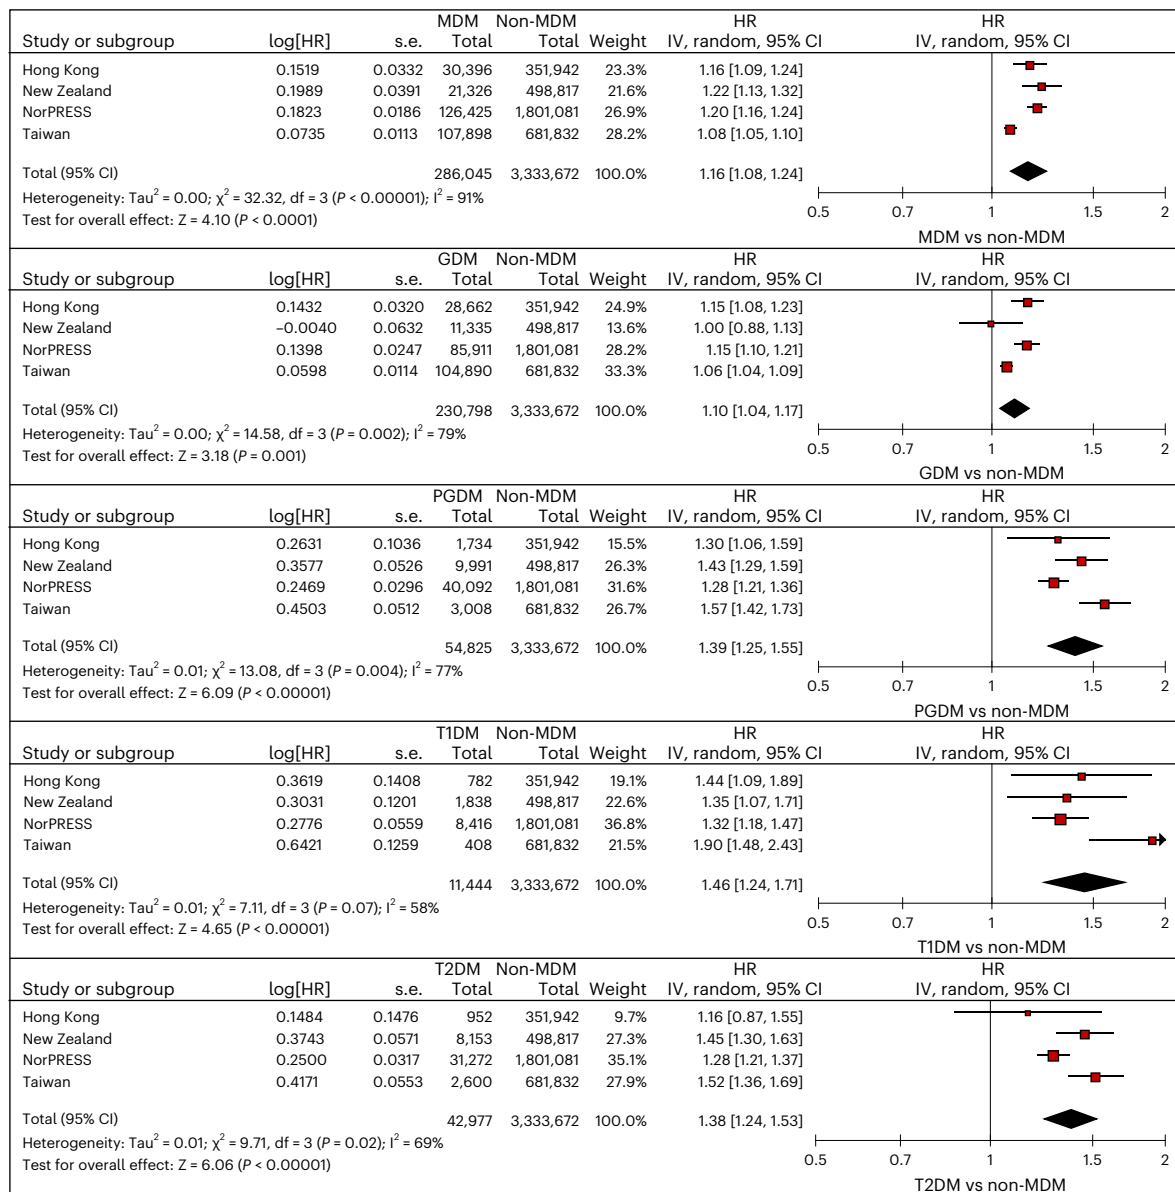 MDM Non-MDM HR HR
Study or subgroup log[HR] s.e. Total Total Weight IV, random, 95% CI IV, random, 95% CI
Hong Kong 0.1519 0.0332 30,396 351,942 23.3% 1.16 [1.09, 1.24]
New Zealand 0.1989 0.0391 21,326 498,817 21.6% 1.22 [1.13, 1.32]
NorPRESS 0.1823 0.0186 126,425 1,801,081 26.9% 1.20 [1.16, 1.24]
Taiwan 0.0735 0.0113 107,898 681,832 28.2% 1.08 [1.05, 1.10]
Total (95% CI) 286,045 3,333,672 100.0% 1.16 [1.08, 1.24]
Heterogeneity: Tau² = 0.00; χ² = 32.32, df = 3 (P < 0.00001); I² = 91%
Test for overall effect: Z = 4.10 (P < 0.0001)
0.5 0.7 1 1.5 2
MDM vs non-MDM
GDM Non-MDM HR HR
Study or subgroup log[HR] s.e. Total Total Weight IV, random, 95% CI IV, random, 95% CI
Hong Kong 0.1432 0.0320 28,662 351,942 24.9% 1.15 [1.08, 1.23]
New Zealand −0.0040 0.0632 11,335 498,817 13.6% 1.00 [0.88, 1.13]
NorPRESS 0.1398 0.0247 85,911 1,801,081 28.2% 1.15 [1.10, 1.21]
Taiwan 0.0598 0.0114 104,890 681,832 33.3% 1.06 [1.04, 1.09]
Total (95% CI) 230,798 3,333,672 100.0% 1.10 [1.04, 1.17]
Heterogeneity: Tau² = 0.00; χ² = 14.58, df = 3 (P = 0.002); I² = 79%
Test for overall effect: Z = 3.18 (P = 0.001)
0.5 0.7 1 1.5 2
GDM vs non-MDM
PGDM Non-MDM HR HR
Study or subgroup log[HR] s.e. Total Total Weight IV, random, 95% CI IV, random, 95% CI
Hong Kong 0.2631 0.1036 1,734 351,942 15.5% 1.30 [1.06, 1.59]
New Zealand 0.3577 0.0526 9,991 498,817 26.3% 1.43 [1.29, 1.59]
NorPRESS 0.2469 0.0296 40,092 1,801,081 31.6% 1.28 [1.21, 1.36]
Taiwan 0.4503 0.0512 3,008 681,832 26.7% 1.57 [1.42, 1.73]
Total (95% CI) 54,825 3,333,672 100.0% 1.39 [1.25, 1.55]
Heterogeneity: Tau² = 0.01; χ² = 13.08, df = 3 (P = 0.004); I² = 77%
Test for overall effect: Z = 6.09 (P < 0.00001)
0.5 0.7 1 1.5 2
PGDM vs non-MDM
T1DM Non-MDM HR HR
Study or subgroup log[HR] s.e. Total Total Weight IV, random, 95% CI IV, random, 95% CI
Hong Kong 0.3619 0.1408 782 351,942 19.1% 1.44 [1.09, 1.89]
New Zealand 0.3031 0.1201 1,838 498,817 22.6% 1.35 [1.07, 1.71]
NorPRESS 0.2776 0.0559 8,416 1,801,081 36.8% 1.32 [1.18, 1.47]
Taiwan 0.6421 0.1259 408 681,832 21.5% 1.90 [1.48, 2.43]
Total (95% CI) 11,444 3,333,672 100.0% 1.46 [1.24, 1.71]
Heterogeneity: Tau² = 0.01; χ² = 7.11, df = 3 (P = 0.07); I² = 58%
Test for overall effect: Z = 4.65 (P < 0.00001)
0.5 0.7 1 1.5 2
T1DM vs non-MDM
T2DM Non-MDM HR HR
Study or subgroup log[HR] s.e. Total Total Weight IV, random, 95% CI IV, random, 95% CI
Hong Kong 0.1484 0.1476 952 351,942 9.7% 1.16 [0.87, 1.55]
New Zealand 0.3743 0.0571 8,153 498,817 27.3% 1.45 [1.30, 1.63]
NorPRESS 0.2500 0.0317 31,272 1,801,081 35.1% 1.28 [1.21, 1.37]
Taiwan 0.4171 0.0553 2,600 681,832 27.9% 1.52 [1.36, 1.69]
Total (95% CI) 42,977 3,333,672 100.0% 1.38 [1.24, 1.53]
Heterogeneity: Tau² = 0.01; χ² = 9.71, df = 3 (P = 0.02); I² = 69%
Test for overall effect: Z = 6.06 (P < 0.00001)
0.5 0.7 1 1.5 2
T2DM vs non-MDM